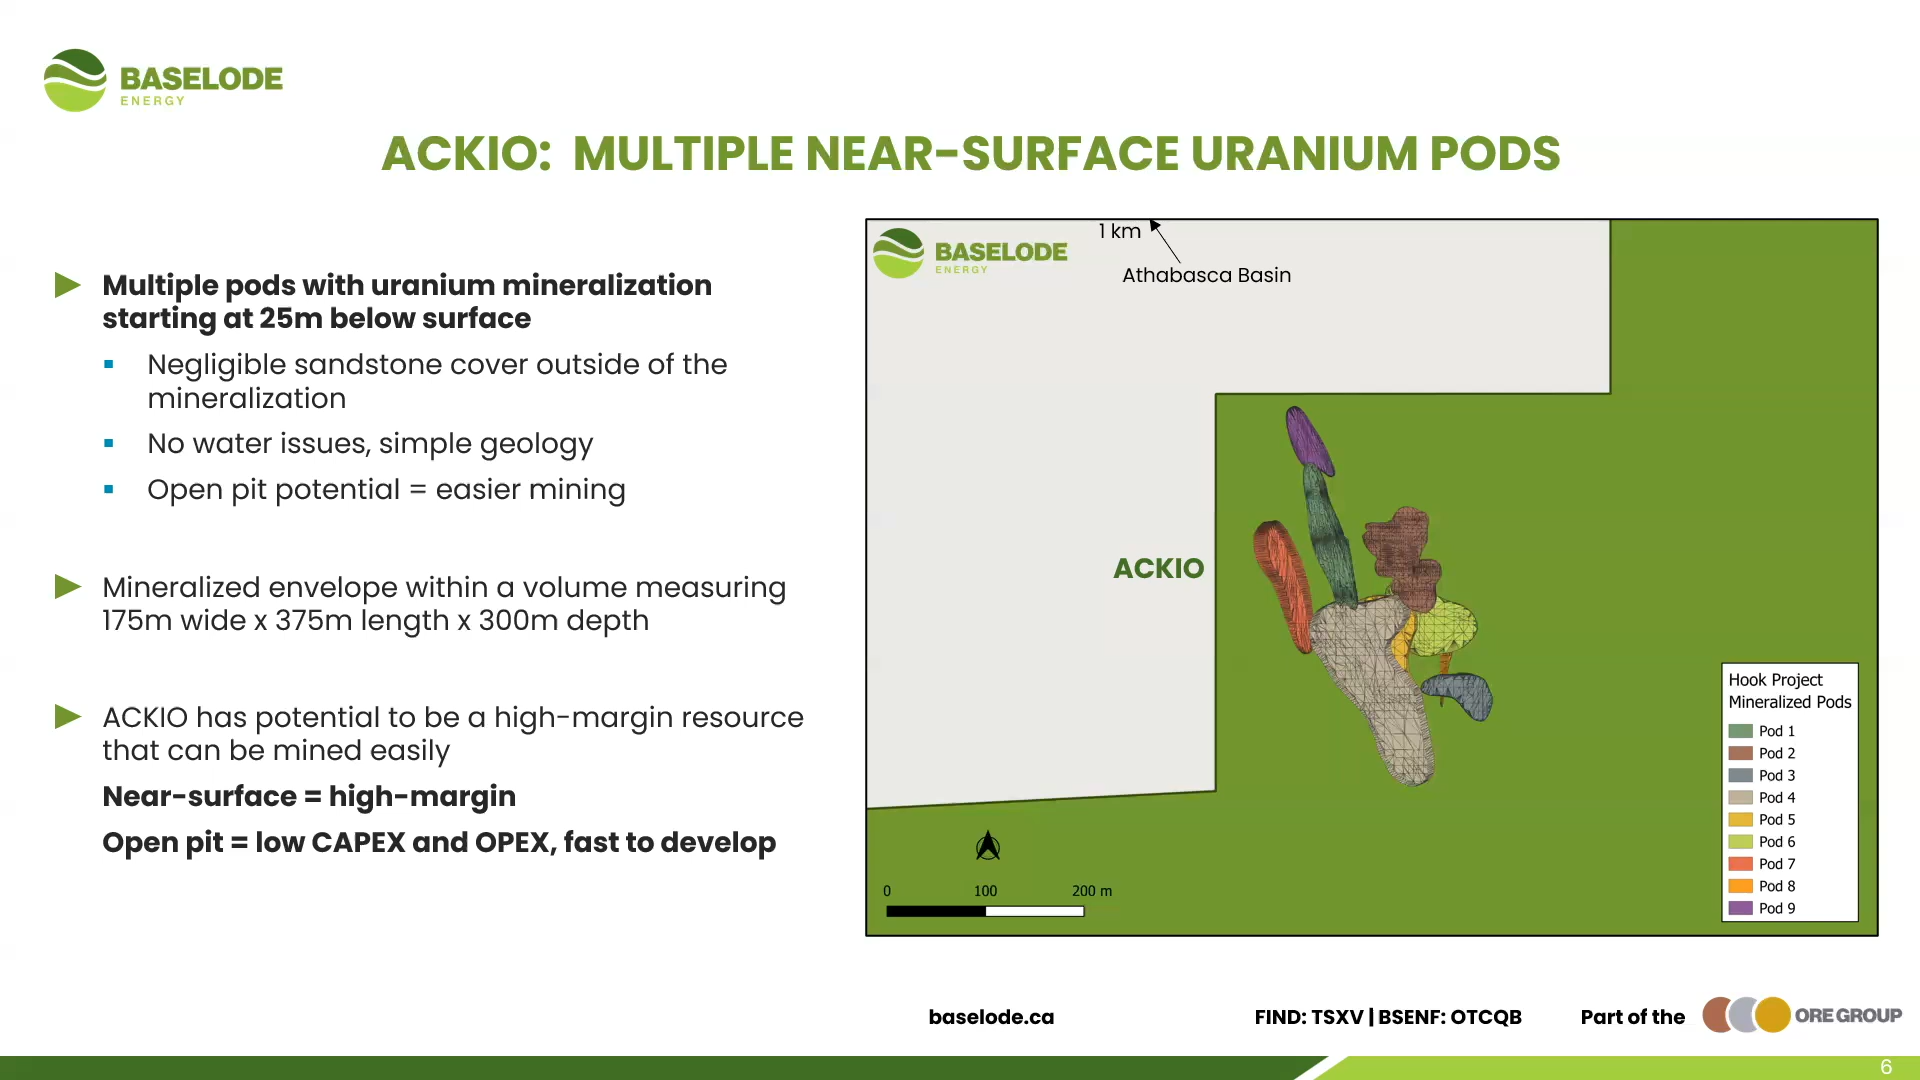 BASELODE
ENERGY
ACKIO: MULTIPLE NEAR-SURFACE URANIUM PODS
Multiple pods with uranium mineralization
starting at 25m below surface
Negligible sandstone cover outside of the
mineralization
No water issues, simple geology
Open pit potential = easier mining
Mineralized envelope within a volume measuring
175m wide x 375m length x 300m depth
ACKIO has potential to be a high-margin resource
that can be mined easily
Near-surface = high-margin
Open pit = low CAPEX and OPEX, fast to develop
1 km
BASELODE
ENERGY
Athabasca Basin
ACKIO
0 100 200 m
Hook Project
Mineralized Pods
Pod 1
Pod 2
Pod 3
Pod 4
Pod 5
Pod 6
Pod 7
Pod 8
Pod 9
baselode.ca
FIND: TSXV | BSENF: OTCQB
Part of the
ORE GROUP
6